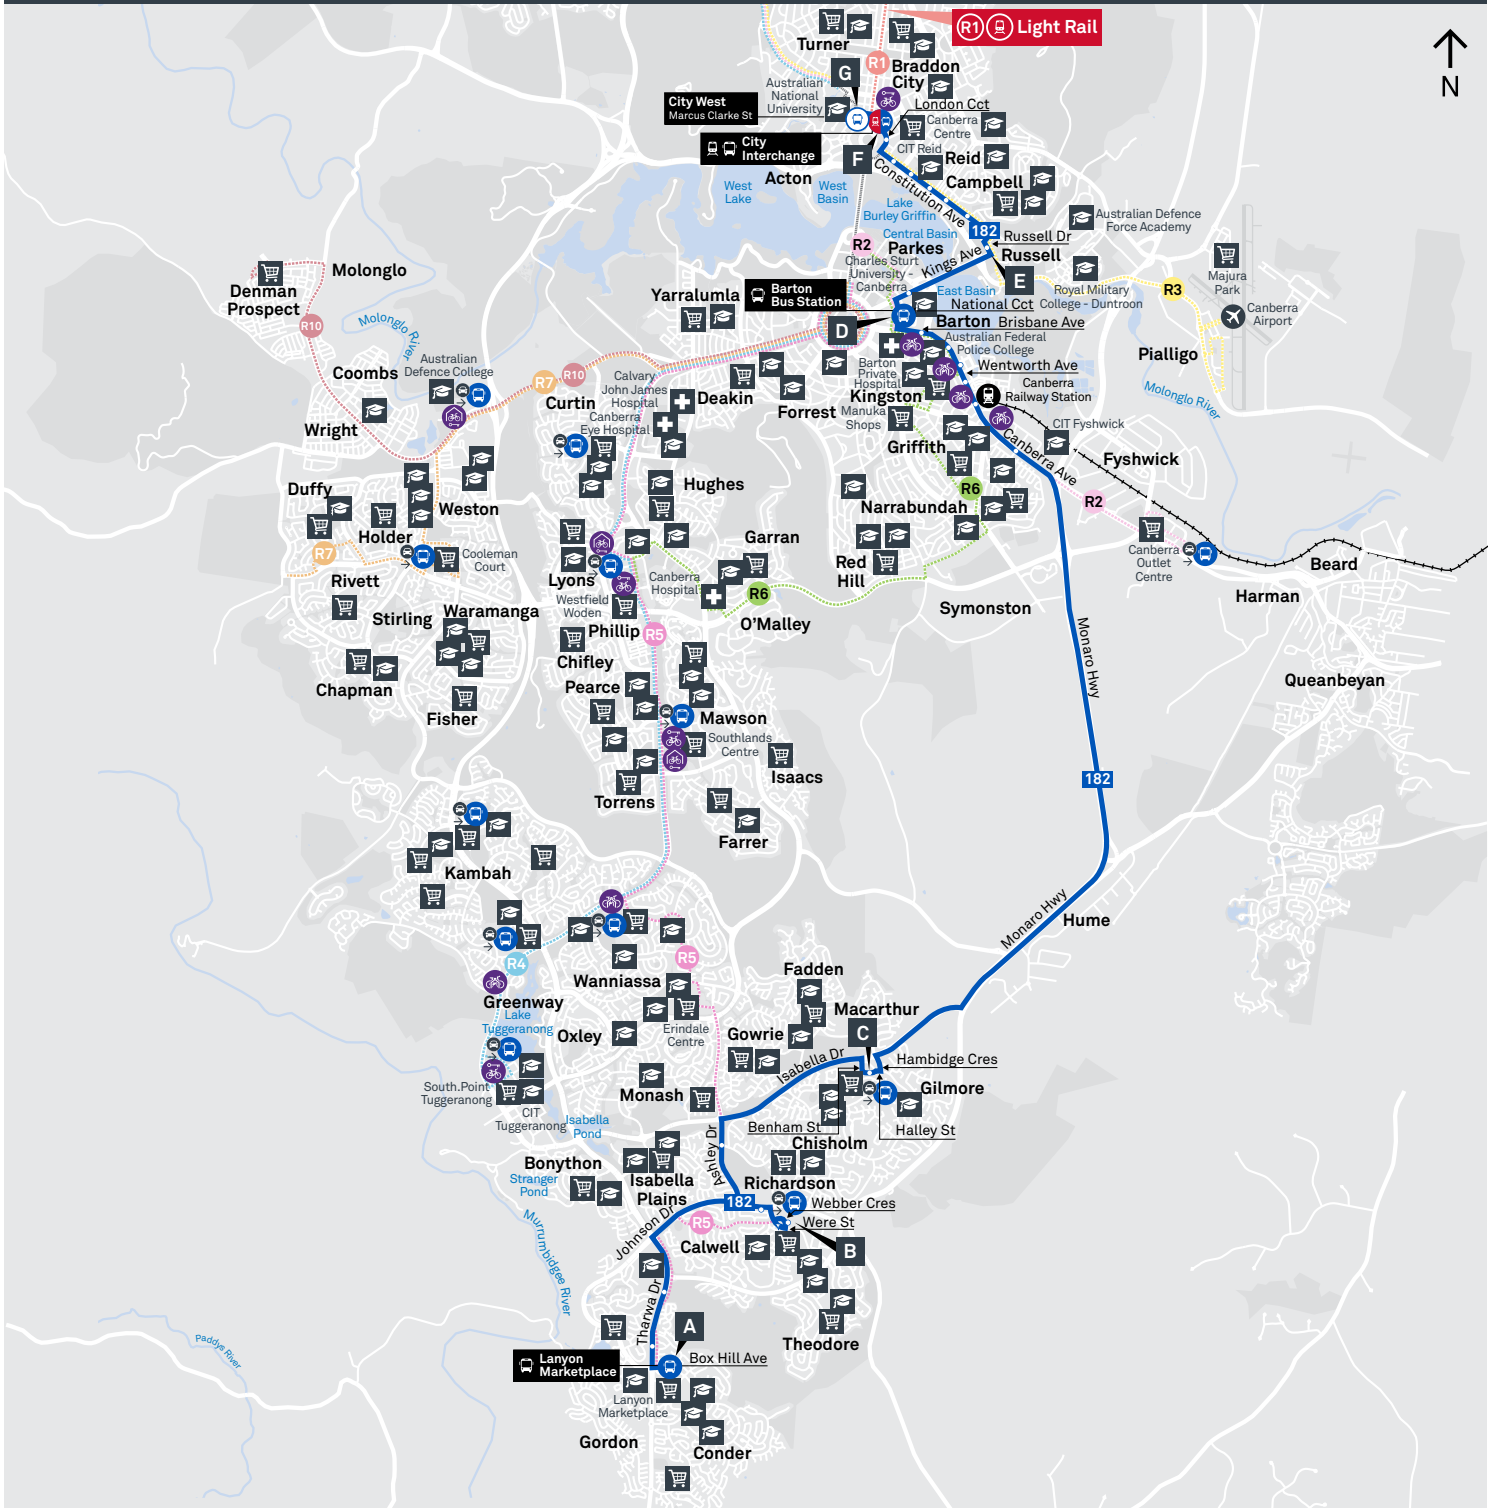 R1 Light Rail
Turner
G
R1
Braddon
City
N
Australian
National
University
City West
Marcus Clarke St
London Cct
Canberra
Centre
City
Interchange
F
CIT Reid
Reid
Acton
Constitution Ave
Campbell
West
Lake
West
Basin
Lake
Burley Griffin
Australian Defence
Force Academy
182
Central Basin
Russell Dr
R2
Parkes
Kings Ave
Russell
Molonglo
Charles Sturt
University -
Canberra
E
Majura
Park
Denman
Prospect
Yarralumla
Barton
Bus Station
East Basin
National Cct
Royal Military
College - Duntroon
R3
Canberra
Airport
R10
Molonglo
River
D
Barton
Brisbane Ave
Australian Federal
Police College
Pialligo
Australian
Defence College
Coombs
Barton
Private
Hospital
Wentworth Ave
R7
R10
Calvary
John James
Hospital
Canberra
Railway Station
Molonglo River
Curtin
Deakin
Kingston
Canberra
Eye Hospital
Forrest
Manuka
Shops
CIT Fyshwick
Wright
Griffith
Canberra Ave
Fyshwick
Duffy
Hughes
R6
R2
Weston
Narrabundah
Holder
R7
Cooleman
Court
Garran
Canberra
Outlet
Centre
Beard
Rivett
Lyons
Canberra
Hospital
Red
Hill
R6
Harman
Westfield
Woden
Symonston
Stirling
Waramanga
Phillip
R5
O'Malley
Monaro Hwy
Chifley
Chapman
Pearce
Queanbeyan
Fisher
Mawson
Southlands
Centre
Isaacs
182
Torrens
Farrer
Kambah
Monaro Hwy
Hume
R4
R5
Wanniassa
Fadden
Greenway
Macarthur
Lake
Tuggeranong
Oxley
Erindale
Centre
Gowrie
C
Isabella Dr
Hambidge Cres
South.Point
Tuggeranong
Monash
Gilmore
CIT
Tuggeranong
Isabella
Pond
Benham St
Halley St
Ashley Dr
Chisholm
Bonython
Stranger
Pond
Isabella
Plains
Richardson
182
Webber Cres
Johnson Dr
R5
Were St
Murrumbidgee River
Calwell
B
Tharwa Dr
A
Theodore
Paddys River
Lanyon
Marketplace
Box Hill Ave
Lanyon
Marketplace
Gordon
Conder